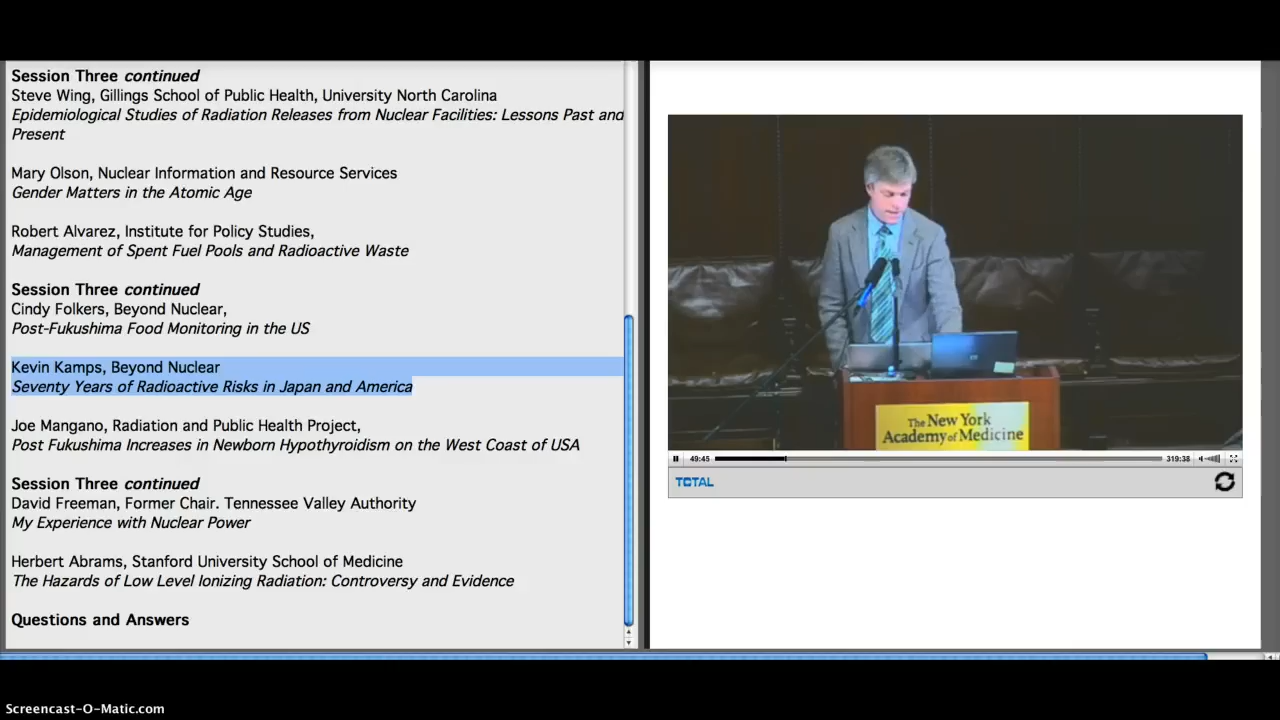 Session Three continued
Steve Wing, Gillings School of Public Health, University North Carolina
Epidemiological Studies of Radiation Releases from Nuclear Facilities: Lessons Past and
Present
Mary Olson, Nuclear Information and Resource Services
Gender Matters in the Atomic Age
Robert Alvarez, Institute for Policy Studies,
Management of Spent Fuel Pools and Radioactive Waste
Session Three continued
Cindy Folkers, Beyond Nuclear,
Post-Fukushima Food Monitoring in the US
Kevin Kamps, Beyond Nuclear
Seventy Years of Radioactive Risks in Japan and America
Joe Mangano, Radiation and Public Health Project,
Post Fukushima Increases in Newborn Hypothyroidism on the West Coast of USA
Session Three continued
David Freeman, Former Chair. Tennessee Valley Authority
My Experience with Nuclear Power
Herbert Abrams, Stanford University School of Medicine
The Hazards of Low Level Ionizing Radiation: Controversy and Evidence
Questions and Answers
The New York
Academy of Medicine
49:45
319:38
TOTAL
Screencast-O-Matic.com